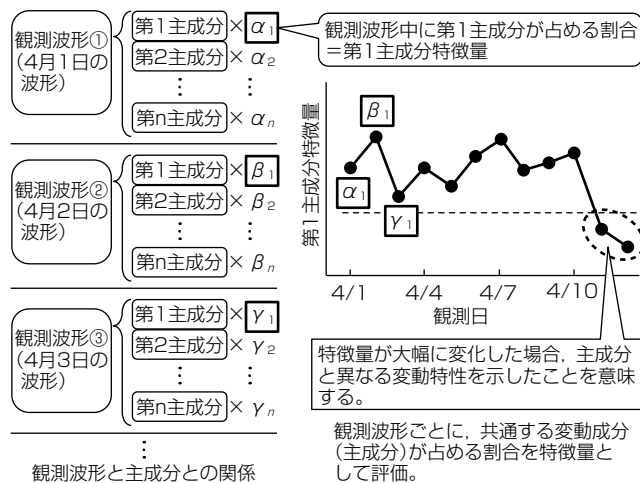 観測波形①
(4月1日の
波形)
第1主成分 × α₁
第2主成分 × α₂
⋮ ⋮
第n主成分 × αₙ
観測波形②
(4月2日の
波形)
第1主成分 × β₁
第2主成分 × β₂
⋮ ⋮
第n主成分 × βₙ
観測波形③
(4月3日の
波形)
第1主成分 × γ₁
第2主成分 × γ₂
⋮ ⋮
第n主成分 × γₙ
⋮
観測波形と主成分との関係
観測波形中に第1主成分が占める割合
＝第1主成分特徴量
第1主成分特徴量
β₁
α₁
γ₁
4/1 4/4 4/7 4/10
観測日
特徴量が大幅に変化した場合，主成分
と異なる変動特性を示したことを意味
する。
観測波形ごとに，共通する変動成分
(主成分)が占める割合を特徴量と
して評価。